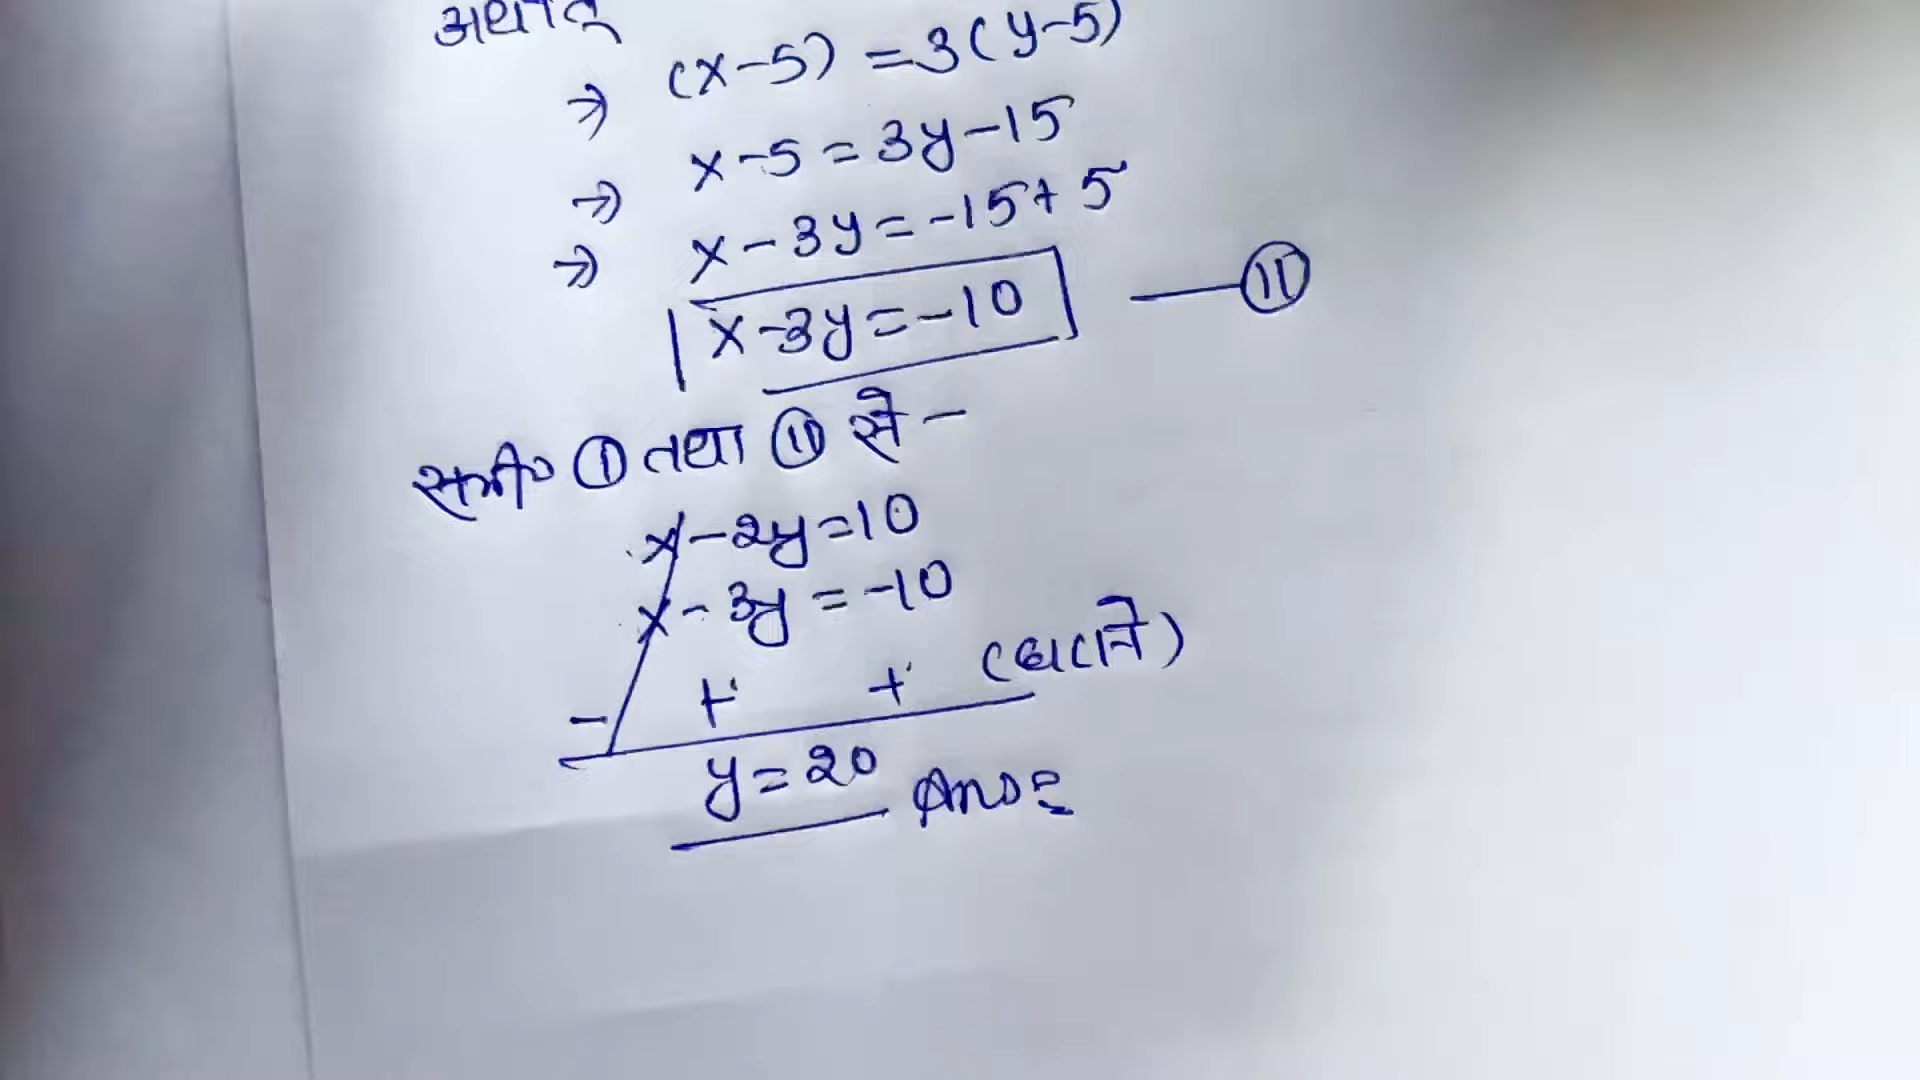 अर्थात्
⇒ (x-5) = 3(y-5)
⇒ x-5 = 3y-15
⇒ x-3y = -15+5
x-3y = -10 — (II)
समी० (I) तथा (II) से –
x-2y=10
x-3y = -10
- + + (घटाने)
y = 20 Ans